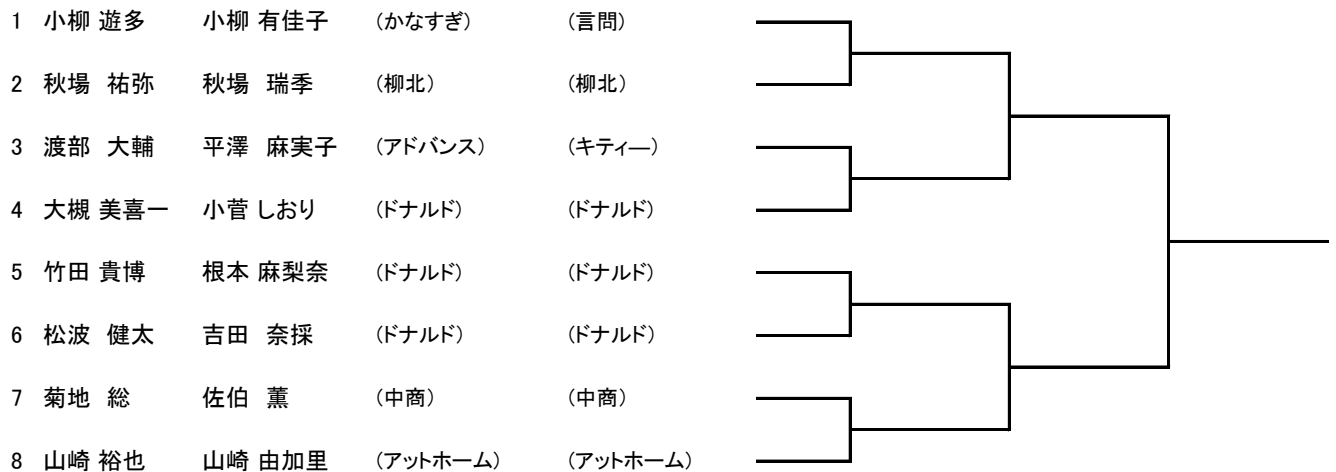 1 小柳 遊多 小柳 有佳子 (かなすぎ) (言問)
2 秋場 祐弥 秋場 瑞季 (柳北) (柳北)
3 渡部 大輔 平澤 麻実子 (アドバンス) (キティ―)
4 大槻 美喜一 小菅 しおり (ドナルド) (ドナルド)
5 竹田 貴博 根本 麻梨奈 (ドナルド) (ドナルド)
6 松波 健太 吉田 奈採 (ドナルド) (ドナルド)
7 菊地 総 佐伯 薫 (中商) (中商)
8 山崎 裕也 山崎 由加里 (アットホーム) (アットホーム)